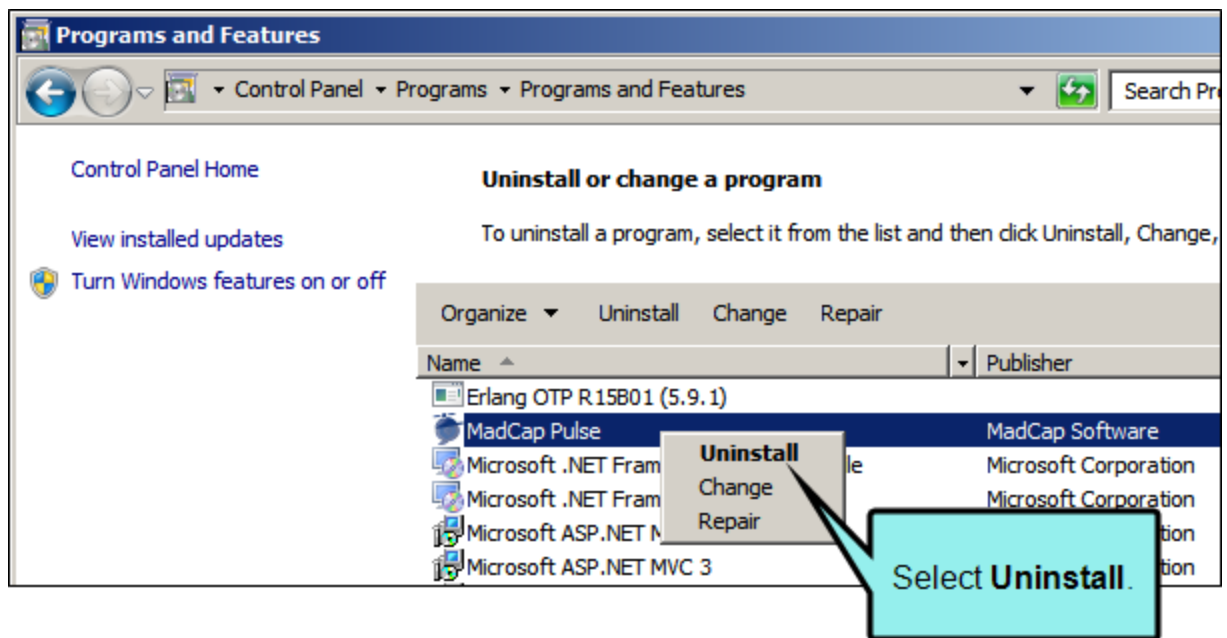 Programs and Features
Control Panel Programs Programs and Features Search Pr
Control Panel Home
View installed updates
Turn Windows features on or off
Uninstall or change a program
To uninstall a program, select it from the list and then click Uninstall, Change,
Organize Uninstall Change Repair
Name Publisher
Erlang OTP R15B01 (5.9.1)
MadCap Pulse MadCap Software
Microsoft .NET Fram le Microsoft Corporation
Microsoft .NET Fram Microsoft Corporation
Microsoft ASP.NET M tion
Microsoft ASP.NET MVC 3 tion
Uninstall
Change
Repair
Select Uninstall.